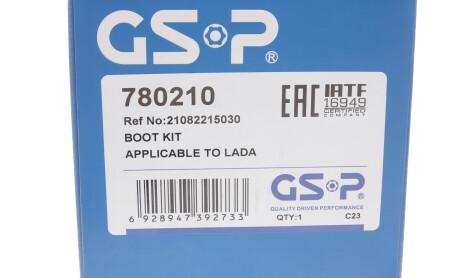 GSP®
780210
Ref No:21082215030
BOOT KIT
APPLICABLE TO LADA
EAC IATF
16949
CERTIFIED
COMPANY
GSP®
QUALITY DRIVEN PERFORMANCE
QTY:1 C23
6 928947 392733